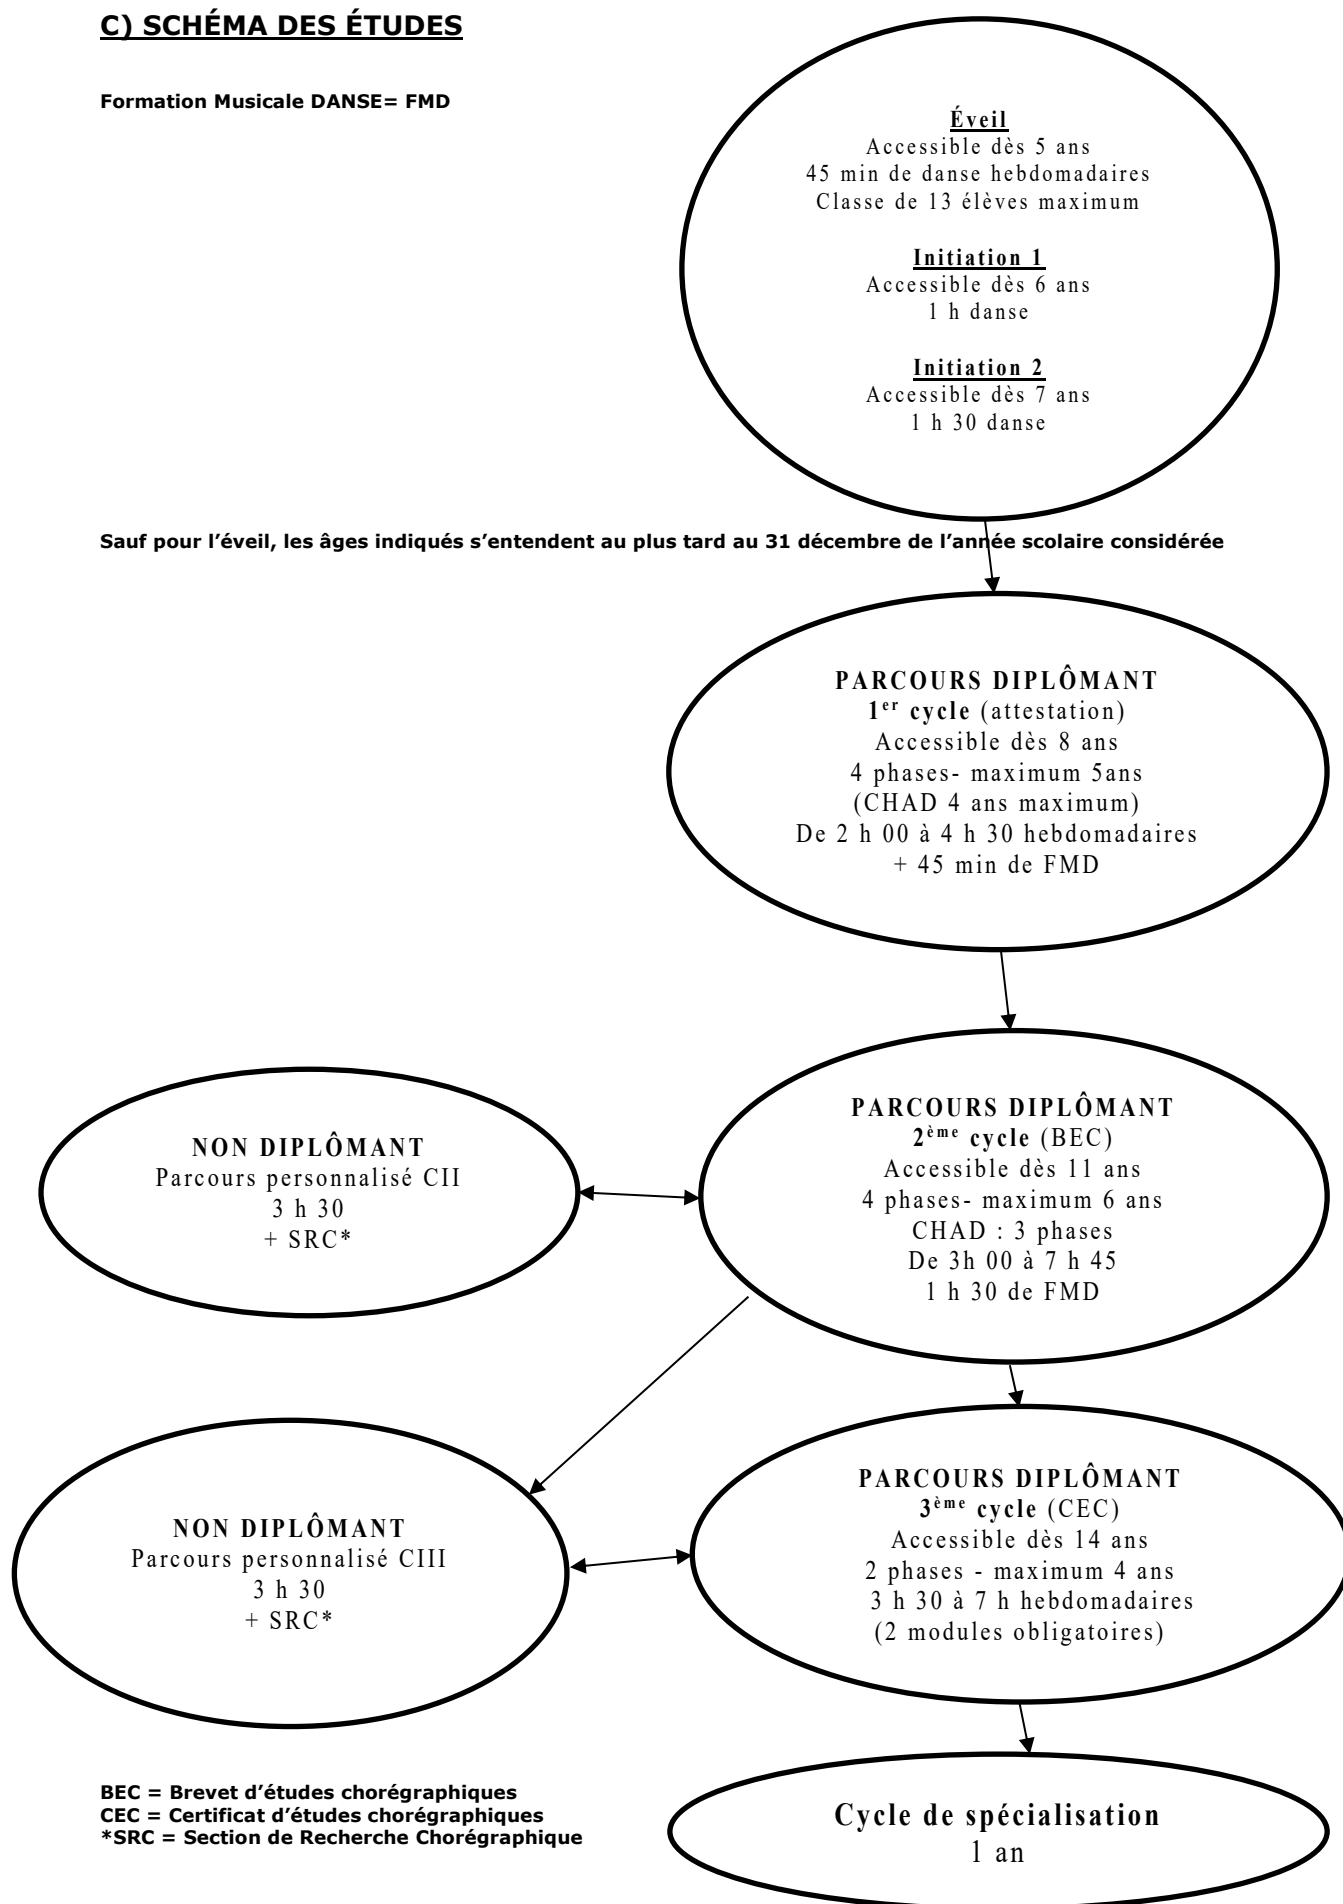 C) SCHÉMA DES ÉTUDES
Formation Musicale DANSE= FMD
Éveil
Accessible dès 5 ans
45 min de danse hebdomadaires
Classe de 13 élèves maximum
Initiation 1
Accessible dès 6 ans
1 h danse
Initiation 2
Accessible dès 7 ans
1 h 30 danse
Sauf pour l’éveil, les âges indiqués s’entendent au plus tard au 31 décembre de l’année scolaire considérée
PARCOURS DIPLÔMANT
1er cycle (attestation)
Accessible dès 8 ans
4 phases- maximum 5ans
(CHAD 4 ans maximum)
De 2 h 00 à 4 h 30 hebdomadaires
+ 45 min de FMD
NON DIPLÔMANT
Parcours personnalisé CII
3 h 30
+ SRC*
PARCOURS DIPLÔMANT
2ème cycle (BEC)
Accessible dès 11 ans
4 phases- maximum 6 ans
CHAD : 3 phases
De 3h 00 à 7 h 45
1 h 30 de FMD
NON DIPLÔMANT
Parcours personnalisé CIII
3 h 30
+ SRC*
PARCOURS DIPLÔMANT
3ème cycle (CEC)
Accessible dès 14 ans
2 phases - maximum 4 ans
3 h 30 à 7 h hebdomadaires
(2 modules obligatoires)
BEC = Brevet d’études chorégraphiques
CEC = Certificat d’études chorégraphiques
*SRC = Section de Recherche Chorégraphique
Cycle de spécialisation
1 an